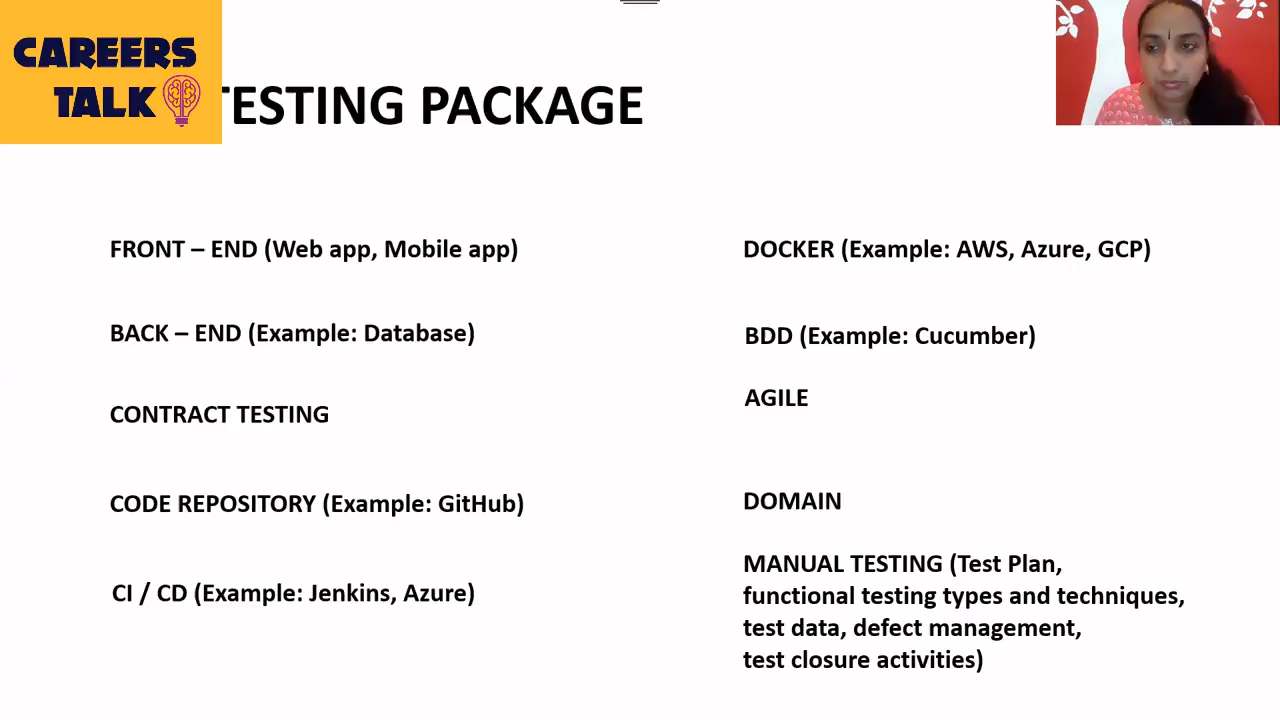 CAREERS
TALK
TESTING PACKAGE
FRONT – END (Web app, Mobile app)
BACK – END (Example: Database)
CONTRACT TESTING
CODE REPOSITORY (Example: GitHub)
CI / CD (Example: Jenkins, Azure)
DOCKER (Example: AWS, Azure, GCP)
BDD (Example: Cucumber)
AGILE
DOMAIN
MANUAL TESTING (Test Plan,
functional testing types and techniques,
test data, defect management,
test closure activities)